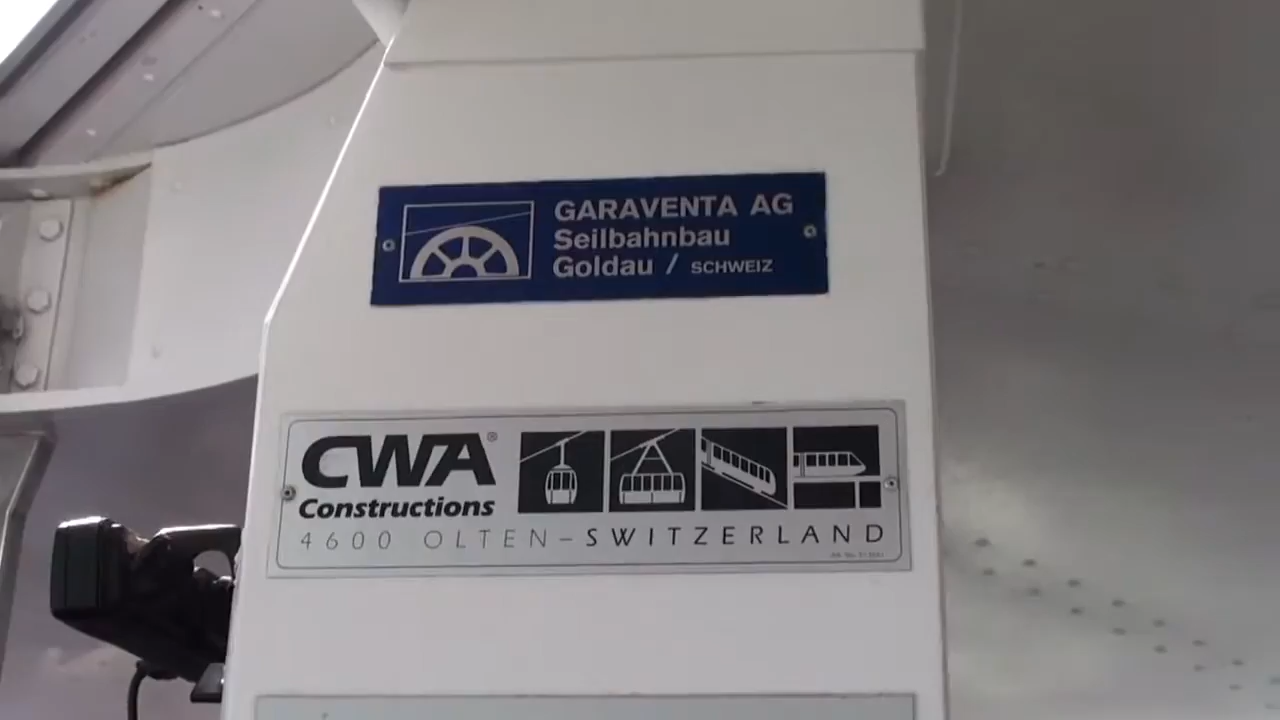 GARAVENTA AG
Seilbahnbau
Goldau / SCHWEIZ
CWA®
Constructions
4600 OLTEN-SWITZERLAND